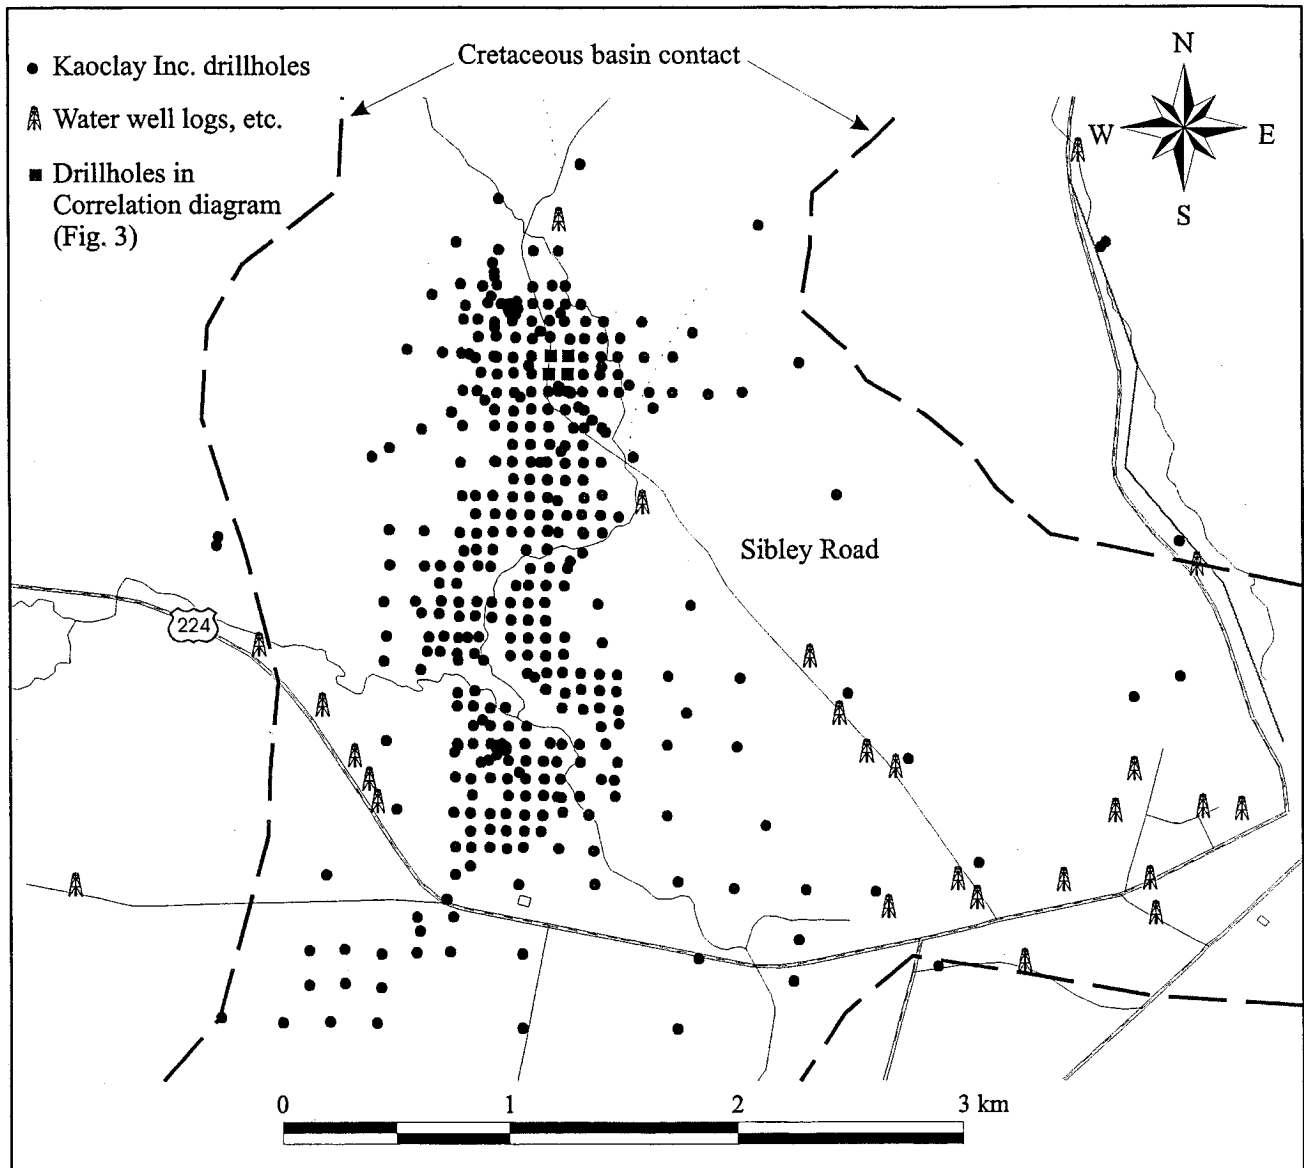 Cretaceous basin contact
Kaoclay Inc. drillholes
Water well logs, etc.
Drillholes in
Correlation diagram
(Fig. 3)
N
W
E
S
Sibley Road
224
0
1
2
3 km